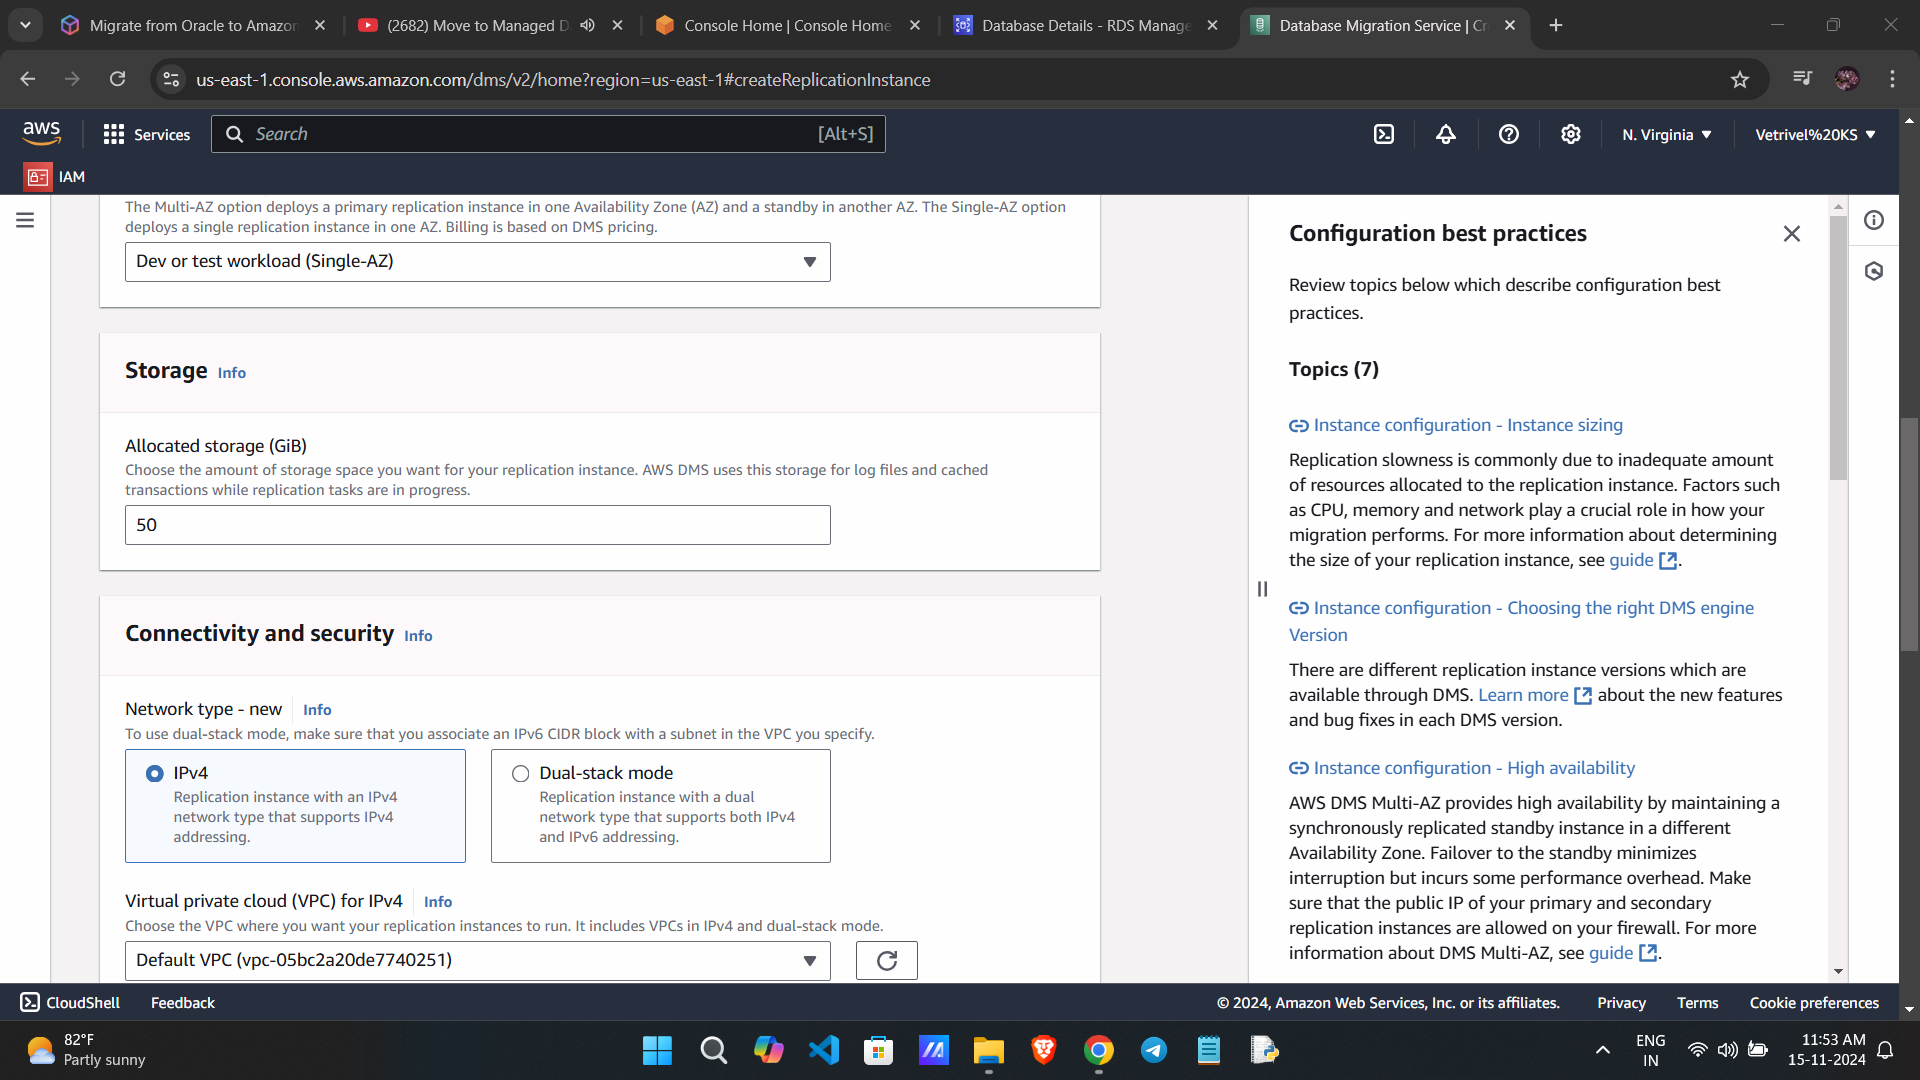 Migrate from Oracle to Amazon
(2682) Move to Managed D
Console Home | Console Home
Database Details - RDS Manage
Database Migration Service | Cr
us-east-1.console.aws.amazon.com/dms/v2/home?region=us-east-1#createReplicationInstance
aws
Services
Search
[Alt+S]
N. Virginia
Vetrivel%20KS
IAM
The Multi-AZ option deploys a primary replication instance in one Availability Zone (AZ) and a standby in another AZ. The Single-AZ option
deploys a single replication instance in one AZ. Billing is based on DMS pricing.
Dev or test workload (Single-AZ)
Storage Info
Allocated storage (GiB)
Choose the amount of storage space you want for your replication instance. AWS DMS uses this storage for log files and cached
transactions while replication tasks are in progress.
50
Connectivity and security Info
Network type - new Info
To use dual-stack mode, make sure that you associate an IPv6 CIDR block with a subnet in the VPC you specify.
IPv4
Replication instance with an IPv4
network type that supports IPv4
addressing.
Dual-stack mode
Replication instance with a dual
network type that supports both IPv4
and IPv6 addressing.
Virtual private cloud (VPC) for IPv4 Info
Choose the VPC where you want your replication instances to run. It includes VPCs in IPv4 and dual-stack mode.
Default VPC (vpc-05bc2a20de7740251)
Configuration best practices
Review topics below which describe configuration best
practices.
Topics (7)
Instance configuration - Instance sizing
Replication slowness is commonly due to inadequate amount
of resources allocated to the replication instance. Factors such
as CPU, memory and network play a crucial role in how your
migration performs. For more information about determining
the size of your replication instance, see guide .
Instance configuration - Choosing the right DMS engine
Version
There are different replication instance versions which are
available through DMS. Learn more about the new features
and bug fixes in each DMS version.
Instance configuration - High availability
AWS DMS Multi-AZ provides high availability by maintaining a
synchronously replicated standby instance in a different
Availability Zone. Failover to the standby minimizes
interruption but incurs some performance overhead. Make
sure that the public IP of your primary and secondary
replication instances are allowed on your firewall. For more
information about DMS Multi-AZ, see guide .
CloudShell
Feedback
© 2024, Amazon Web Services, Inc. or its affiliates.
Privacy
Terms
Cookie preferences
82°F
Partly sunny
ENG
IN
11:53 AM
15-11-2024